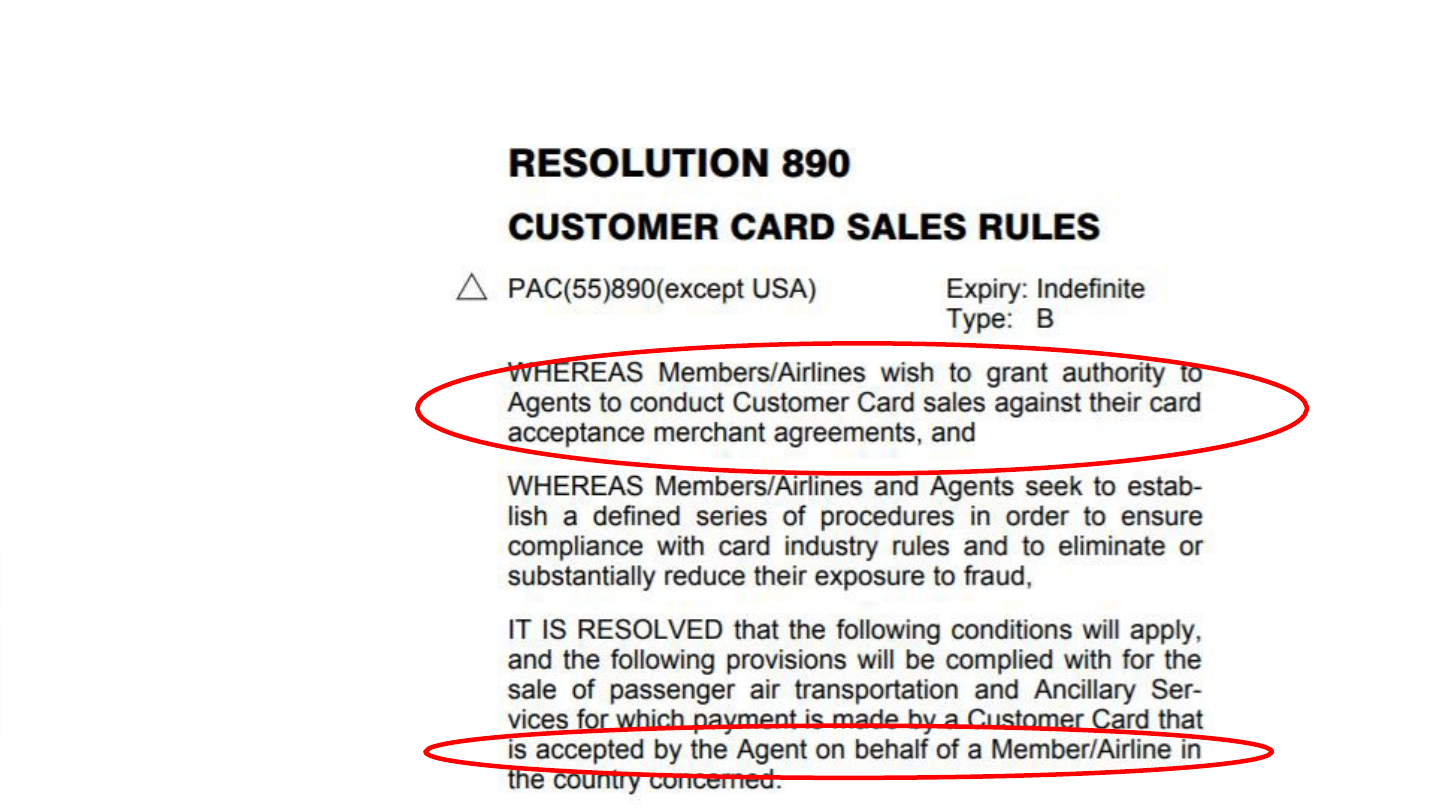 RESOLUTION 890
CUSTOMER CARD SALES RULES
△ PAC(55)890(except USA) Expiry: Indefinite
Type: B
WHEREAS Members/Airlines wish to grant authority to
Agents to conduct Customer Card sales against their card
acceptance merchant agreements, and
WHEREAS Members/Airlines and Agents seek to estab-
lish a defined series of procedures in order to ensure
compliance with card industry rules and to eliminate or
substantially reduce their exposure to fraud,
IT IS RESOLVED that the following conditions will apply,
and the following provisions will be complied with for the
sale of passenger air transportation and Ancillary Ser-
vices for which payment is made by a Customer Card that
is accepted by the Agent on behalf of a Member/Airline in
the country concerned: